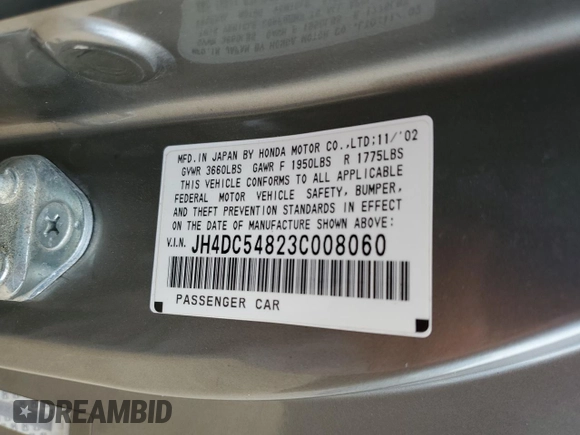 MFD.IN JAPAN BY HONDA MOTOR CO.,LTD;11/'02
GVWR 3660LBS GAWR F 1950LBS R 1775LBS
THIS VEHICLE CONFORMS TO ALL APPLICABLE
FEDERAL MOTOR VEHICLE SAFETY, BUMPER,
AND THEFT PREVENTION STANDARDS IN EFFECT
ON THE DATE OF MANUFACTURE SHOWN ABOVE:
V.I.N. JH4DC54823C008060
PASSENGER CAR
DREAMBID